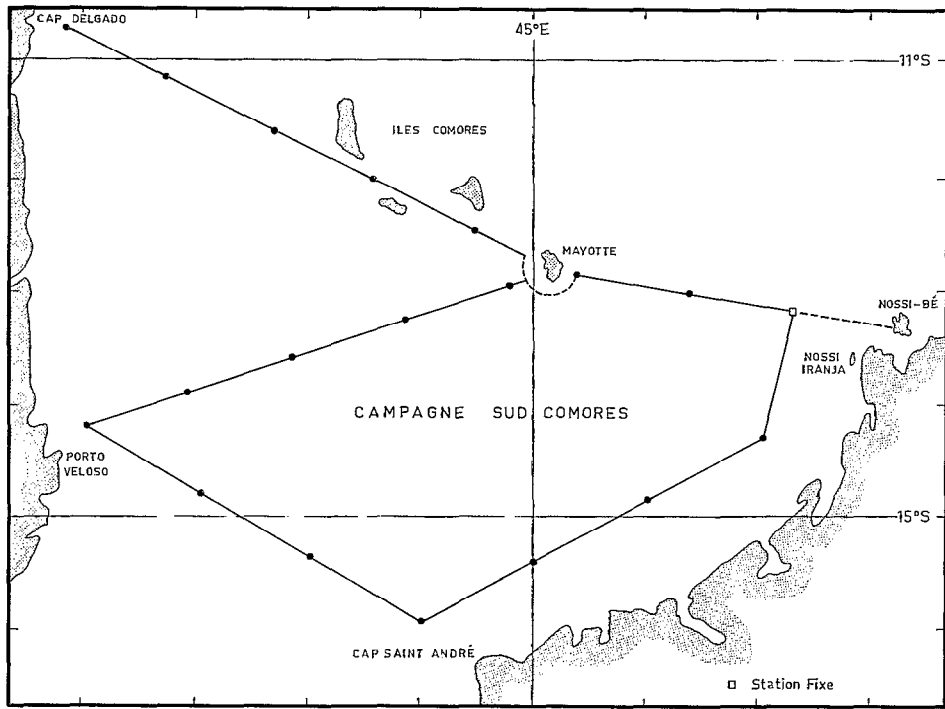 CAP DELGADO
45°E
11°S
ILES COMORES
MAYOTTE
NOSSI-BÉ
NOSSI
IRANJA
CAMPAGNE SUD COMORES
PORTO
VELOSO
15°S
CAP SAINT ANDRÉ
Station Fixe